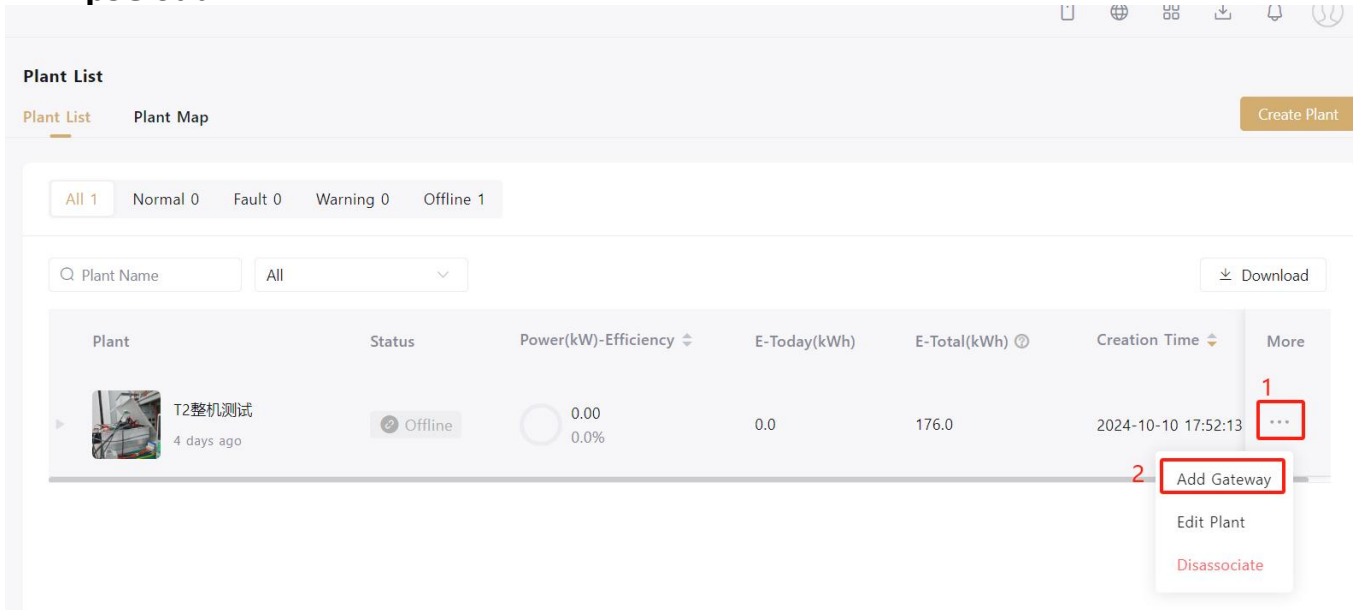 Plant List
Plant List Plant Map Create Plant
All 1 Normal 0 Fault 0 Warning 0 Offline 1
Plant Name All Download
Plant Status Power(kW)-Efficiency E-Today(kWh) E-Total(kWh) Creation Time More
1
T2整机测试
4 days ago
Offline
0.00
0.0%
0.0
176.0
2024-10-10 17:52:13
2 Add Gateway
Edit Plant
Disassociate